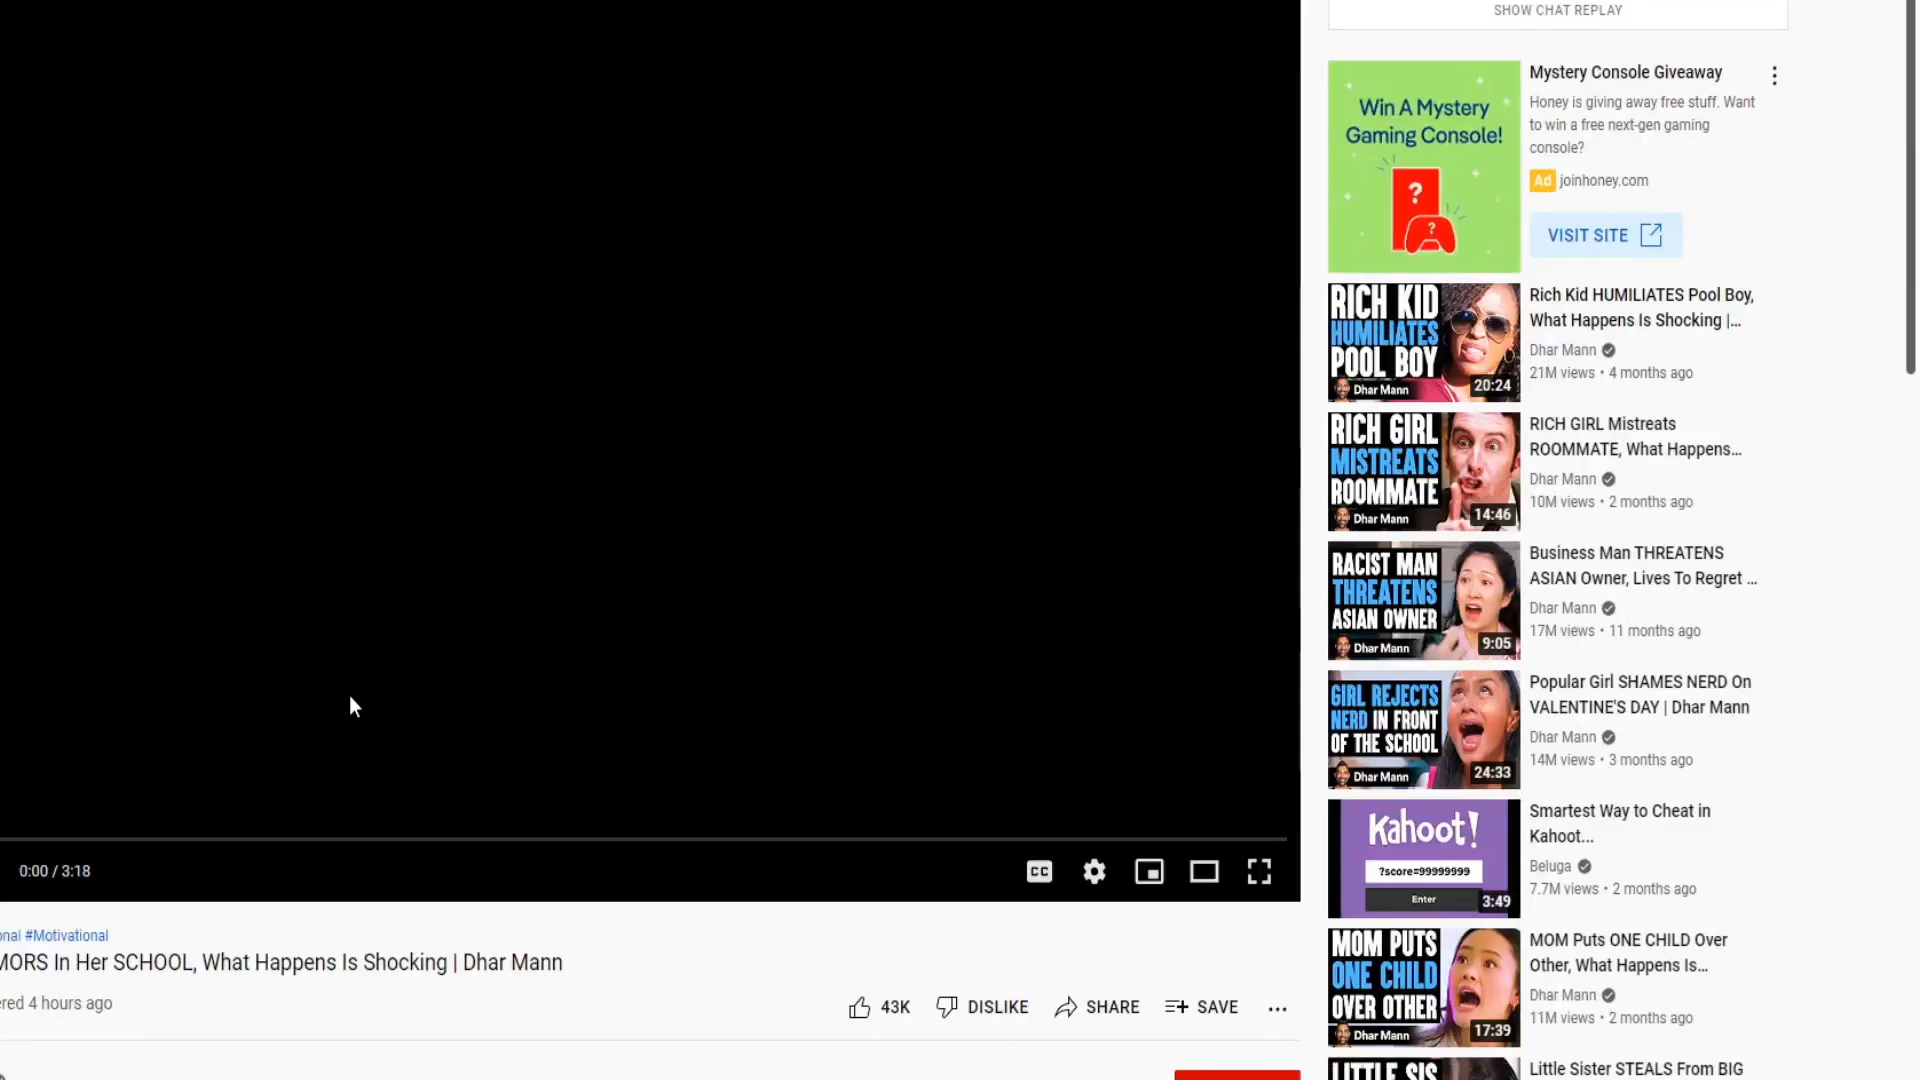 SHOW CHAT REPLAY
Win A Mystery
Gaming Console!
?
?
Mystery Console Giveaway
Honey is giving away free stuff. Want
to win a free next-gen gaming
console?
Ad joinhoney.com
VISIT SITE
RICH KID
HUMILIATES
POOL BOY
Dhar Mann
20:24
Rich Kid HUMILIATES Pool Boy,
What Happens Is Shocking |...
Dhar Mann
21M views • 4 months ago
RICH GIRL
MISTREATS
ROOMMATE
Dhar Mann
14:46
RICH GIRL Mistreats
ROOMMATE, What Happens...
Dhar Mann
10M views • 2 months ago
RACIST MAN
THREATENS
ASIAN OWNER
Dhar Mann
9:05
Business Man THREATENS
ASIAN Owner, Lives To Regret ...
Dhar Mann
17M views • 11 months ago
GIRL REJECTS
NERD IN FRONT
OF THE SCHOOL
Dhar Mann
24:33
Popular Girl SHAMES NERD On
VALENTINE'S DAY | Dhar Mann
Dhar Mann
14M views • 3 months ago
Kahoot!
?score=99999999
Enter
3:49
Smartest Way to Cheat in
Kahoot...
Beluga
7.7M views • 2 months ago
MOM PUTS
ONE CHILD
OVER OTHER
Dhar Mann
17:39
MOM Puts ONE CHILD Over
Other, What Happens Is...
Dhar Mann
11M views • 2 months ago
LITTLE SIS
Little Sister STEALS From BIG
0:00 / 3:18
CC
onal #Motivational
MORS In Her SCHOOL, What Happens Is Shocking | Dhar Mann
ered 4 hours ago
43K DISLIKE SHARE SAVE ...